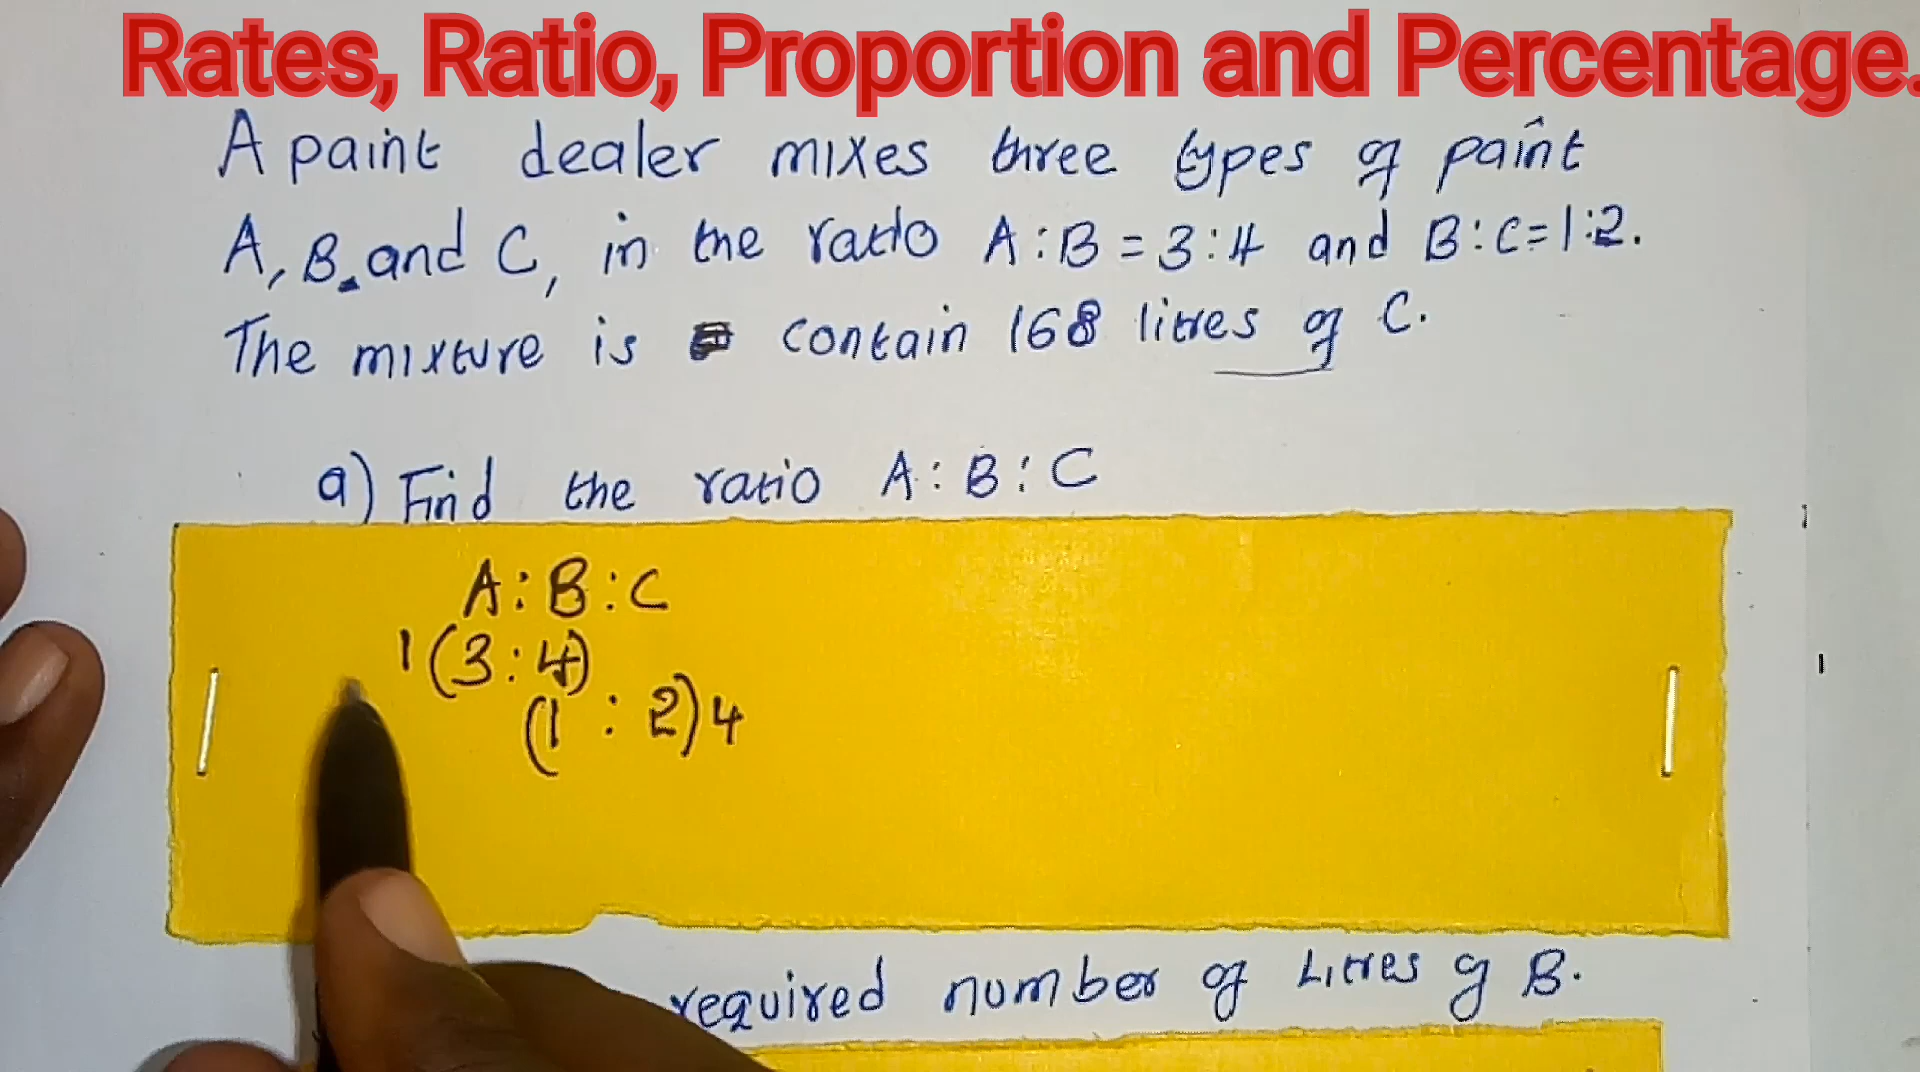 Rates, Ratio, Proportion and Percentage.
A paint dealer mixes three types of paint
A, B and C, in the ratio A : B = 3 : 4 and B : C = 1 : 2.
The mixture is contain 168 litres of C.
a) Find the ratio A : B : C
A : B : C
1 (3 : 4)
(1 : 2) 4
required number of Litres of B.